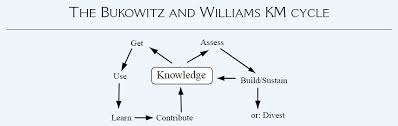 THE BUKOWITZ AND WILLIAMS KM CYCLE
Get
Assess
Use
Knowledge
Build/Sustain
Learn
Contribute
or: Divest